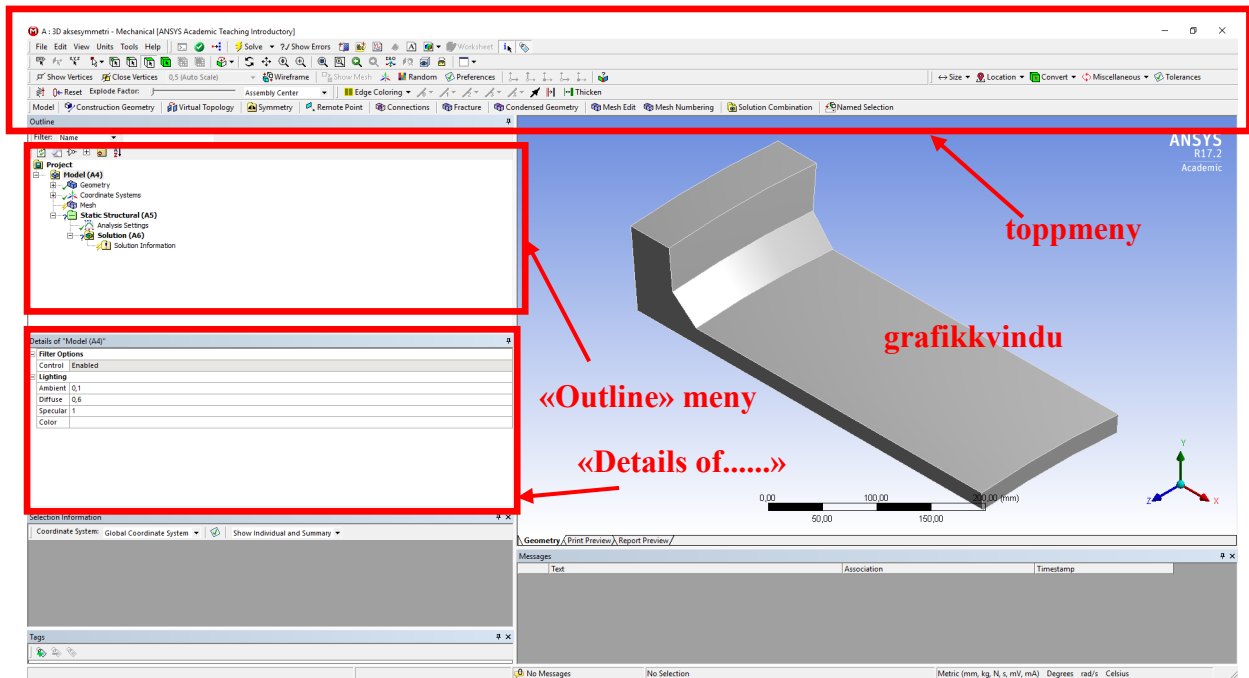 A : 3D aksesymmetri - Mechanical [ANSYS Academic Teaching Introductory]
File Edit View Units Tools Help Solve ?/ Show Errors Worksheet
Show Vertices Close Vertices 0,5 (Auto Scale) Wireframe Show Mesh Random Preferences Size Location Convert Miscellaneous Tolerances
Reset Explode Factor: Assembly Center Edge Coloring Thicken
Model Construction Geometry Virtual Topology Symmetry Remote Point Connections Fracture Condensed Geometry Mesh Edit Mesh Numbering Solution Combination Named Selection
Outline
Filter: Name
Project
Model (A4)
Geometry
Coordinate Systems
Mesh
Static Structural (A5)
Analysis Settings
Solution (A6)
Solution Information
Details of "Model (A4)"
Filter Options
Control Enabled
Lighting
Ambient 0,1
Diffuse 0,6
Specular 1
Color
Selection Information
Coordinate System: Global Coordinate System Show Individual and Summary
Tags
ANSYS
R17.2
Academic
toppmeny
grafikkvindu
«Outline» meny
«Details of......»
0,00 100,00 200,00 (mm)
50,00 150,00
Y
Z X
Geometry Print Preview Report Preview
Messages
Text Association Timestamp
No Messages No Selection Metric (mm, kg, N, s, mV, mA) Degrees rad/s Celsius